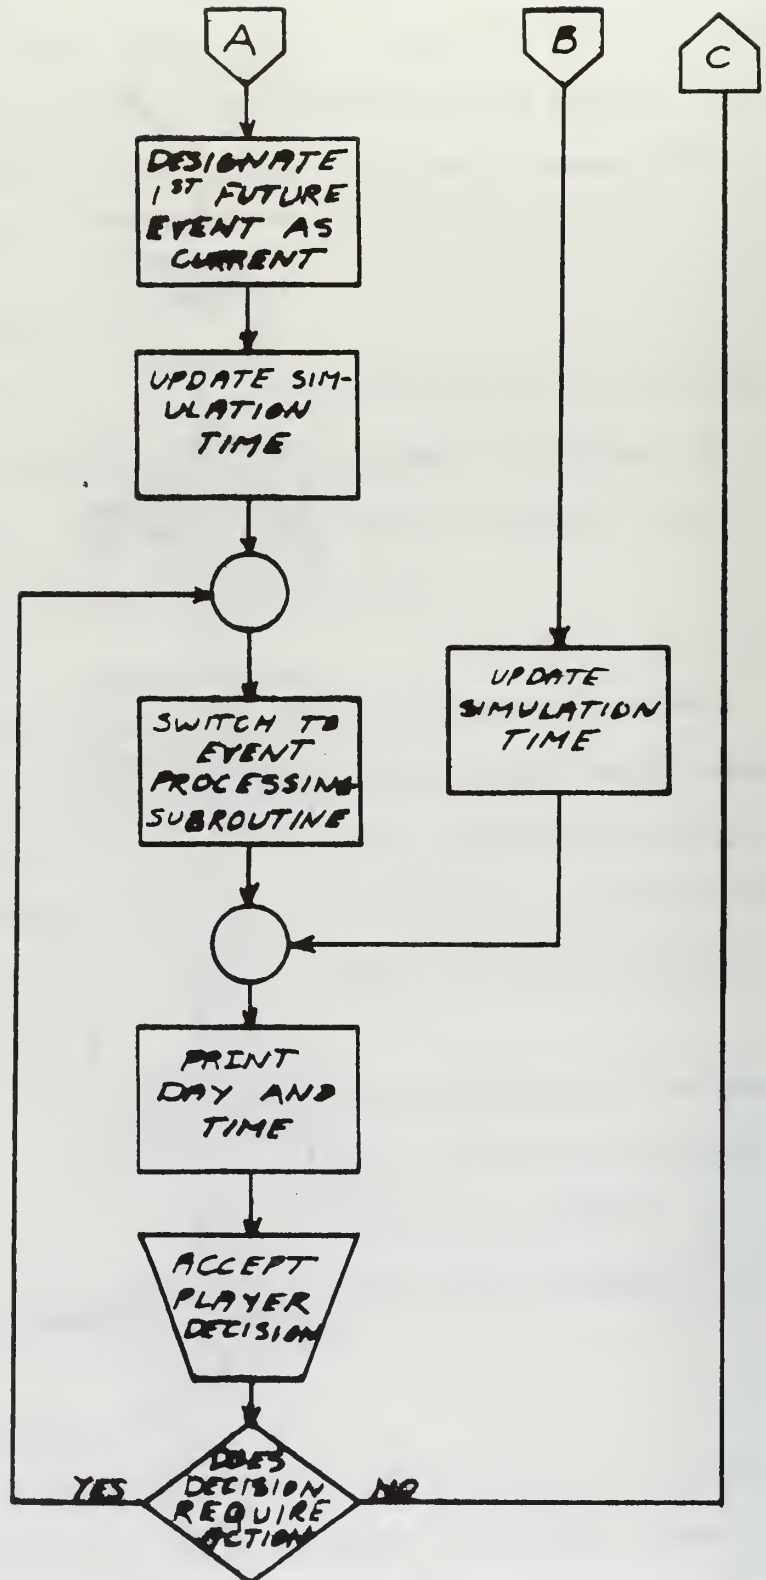 A
B
C
DESIGNATE
1ST FUTURE
EVENT AS
CURRENT
UPDATE SIM-
ULATION
TIME
UPDATE
SIMULATION
TIME
SWITCH TO
EVENT
PROCESSING
SUBROUTINE
PRINT
DAY AND
TIME
ACCEPT
PLAYER
DECISION
DOES
DECISION
REQUIRE
ACTION
YES
NO